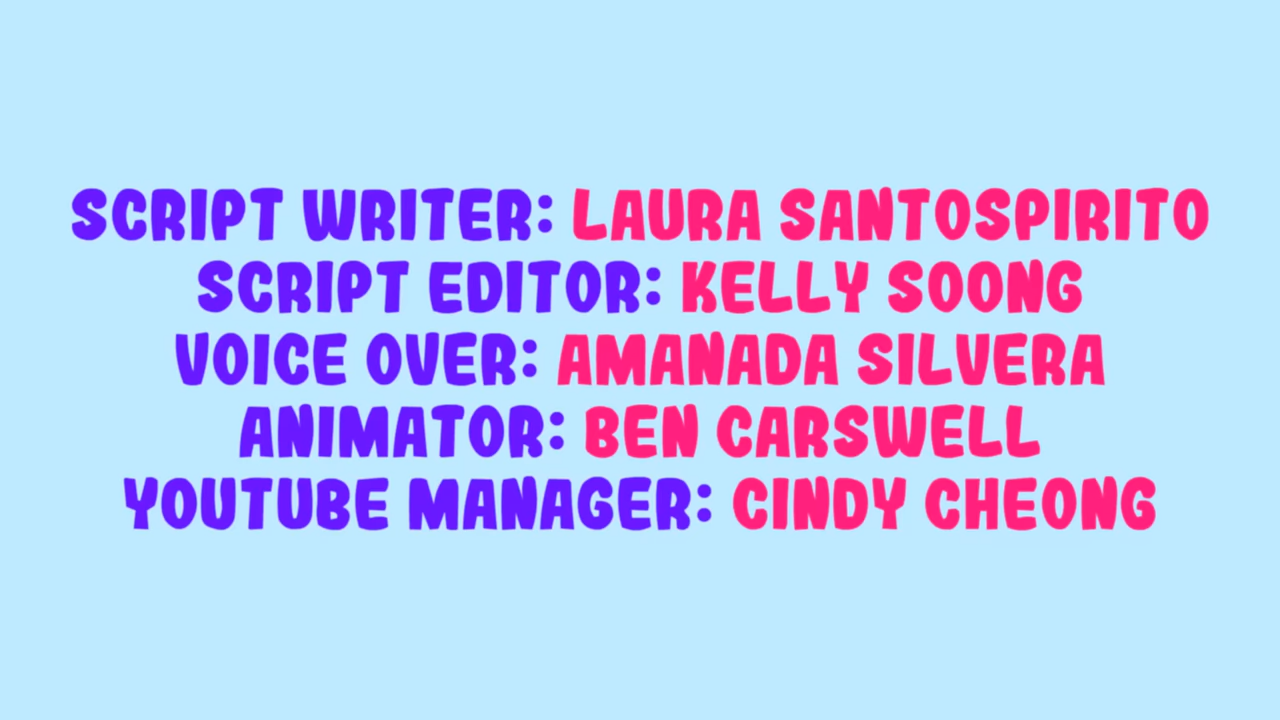 SCRIPT WRITER: LAURA SANTOSPIRITO
SCRIPT EDITOR: KELLY SOONG
VOICE OVER: AMANADA SILVERA
ANIMATOR: BEN CARSWELL
YOUTUBE MANAGER: CINDY CHEONG